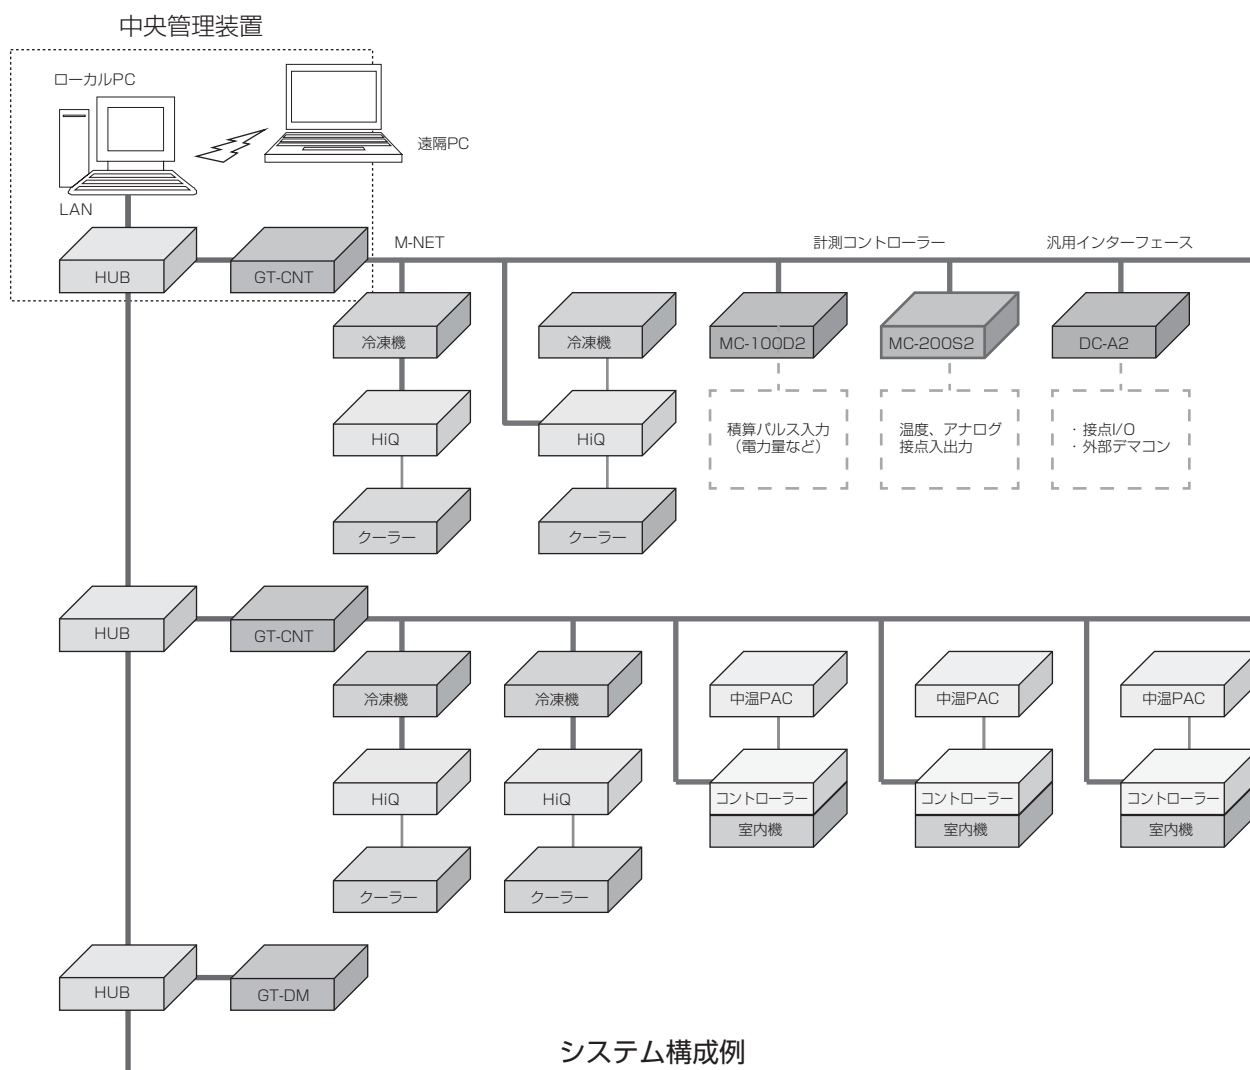 中央管理装置
ローカルPC
遠隔PC
LAN
M-NET
計測コントローラー
汎用インターフェース
HUB
GT-CNT
冷凍機
冷凍機
MC-100D2
MC-200S2
DC-A2
HiQ
HiQ
積算パルス入力
（電力量など）
温度、アナログ
接点入出力
・接点I/O
・外部デマコン
クーラー
クーラー
HUB
GT-CNT
冷凍機
冷凍機
中温PAC
中温PAC
中温PAC
HiQ
HiQ
コントローラー
コントローラー
コントローラー
室内機
室内機
室内機
クーラー
クーラー
HUB
GT-DM
システム構成例